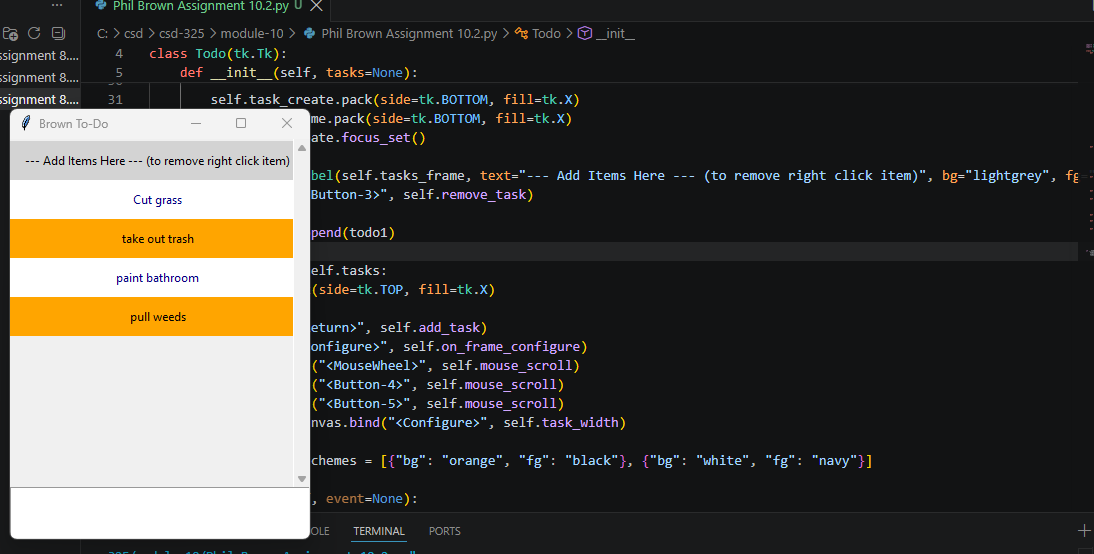 Phil Brown Assignment 10.2.py U
C: > csd > csd-325 > module-10 > Phil Brown Assignment 10.2.py > Todo > __init__
ssignment 8....
ssignment 8....
ssignment 8....
4 class Todo(tk.Tk):
5 def __init__(self, tasks=None):
31 self.task_create.pack(side=tk.BOTTOM, fill=tk.X)
me.pack(side=tk.BOTTOM, fill=tk.X)
ate.focus_set()
bel(self.tasks_frame, text="--- Add Items Here --- (to remove right click item)", bg="lightgrey", fg
Button-3>", self.remove_task)
pend(todo1)
elf.tasks:
(side=tk.TOP, fill=tk.X)
eturn>", self.add_task)
onfigure>", self.on_frame_configure)
("<MouseWheel>", self.mouse_scroll)
("<Button-4>", self.mouse_scroll)
("<Button-5>", self.mouse_scroll)
nvas.bind("<Configure>", self.task_width)
chemes = [{"bg": "orange", "fg": "black"}, {"bg": "white", "fg": "navy"}]
, event=None):
Brown To-Do
--- Add Items Here --- (to remove right click item)
Cut grass
take out trash
paint bathroom
pull weeds
OLE TERMINAL PORTS